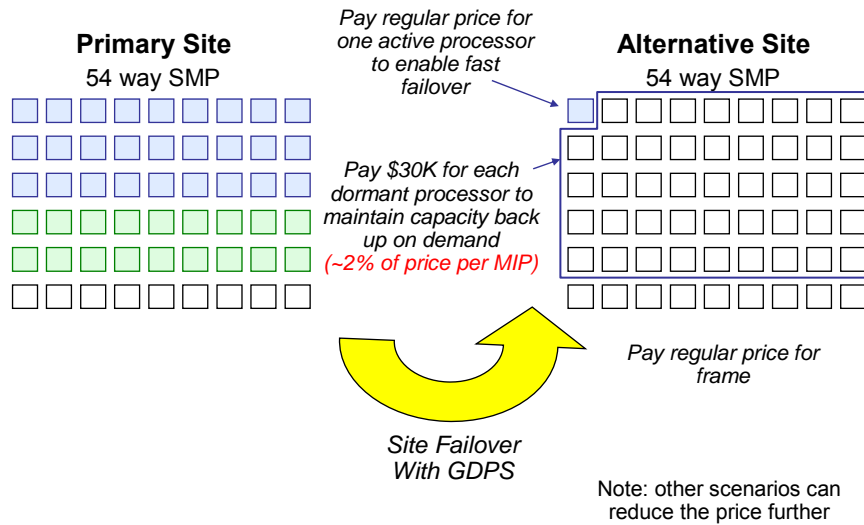 Pay regular price for
one active processor
to enable fast
failover
Primary Site
54 way SMP
Alternative Site
54 way SMP
Pay $30K for each
dormant processor to
maintain capacity back
up on demand
(~2% of price per MIP)
Pay regular price for
frame
Site Failover
With GDPS
Note: other scenarios can
reduce the price further